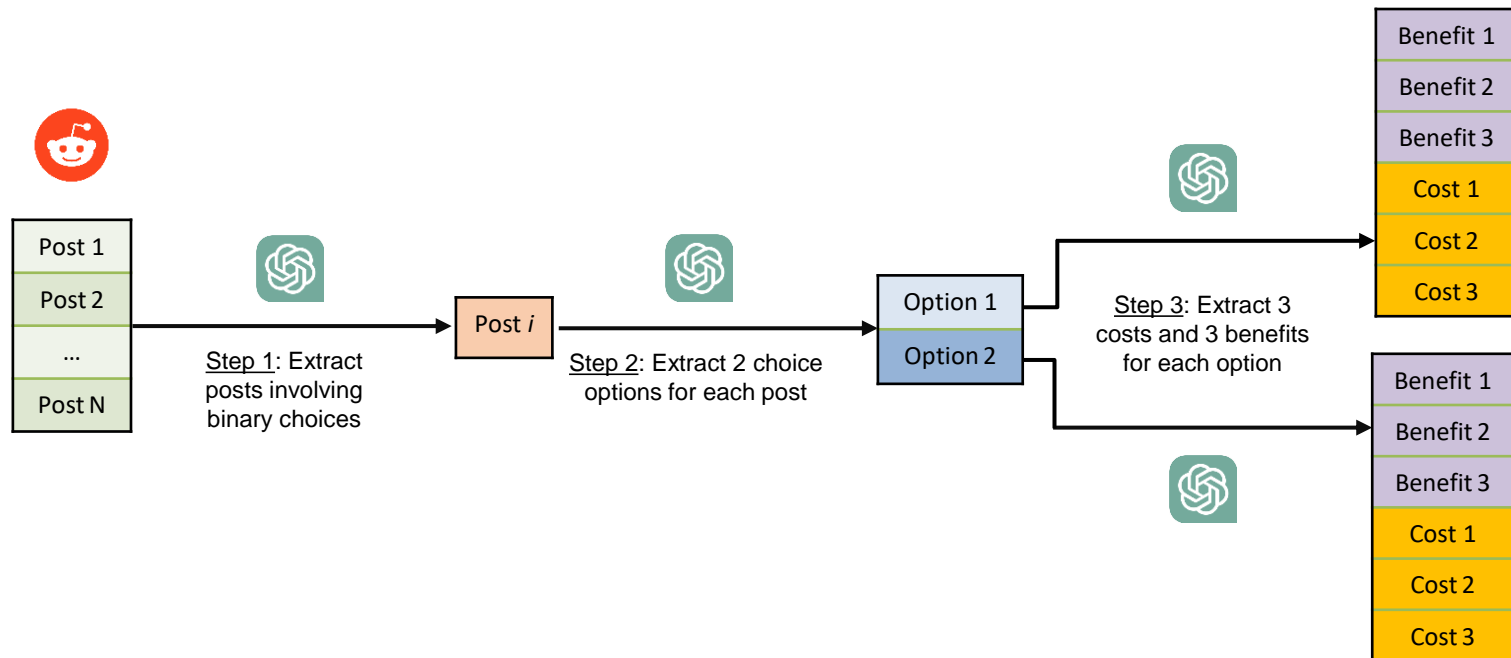 Post 1
Post 2
...
Post N
Step 1: Extract
posts involving
binary choices
Post i
Step 2: Extract 2 choice
options for each post
Option 1
Option 2
Step 3: Extract 3
costs and 3 benefits
for each option
Benefit 1
Benefit 2
Benefit 3
Cost 1
Cost 2
Cost 3
Benefit 1
Benefit 2
Benefit 3
Cost 1
Cost 2
Cost 3